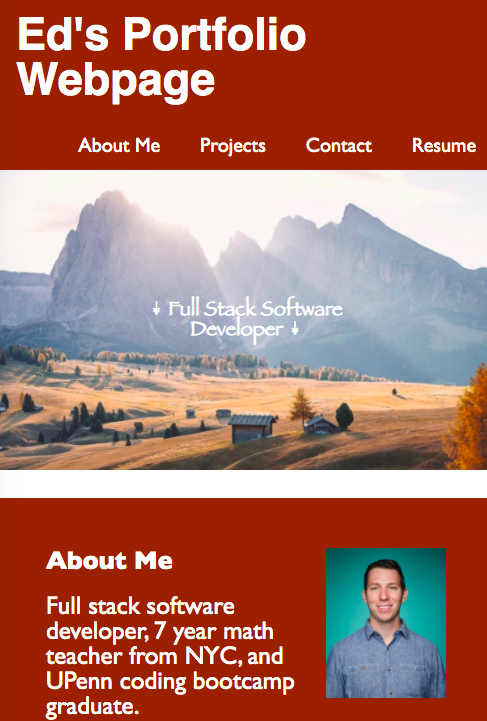 Ed's Portfolio
Webpage
About Me Projects Contact Resume
↓ Full Stack Software
Developer ↓
About Me
Full stack software
developer, 7 year math
teacher from NYC, and
UPenn coding bootcamp
graduate.